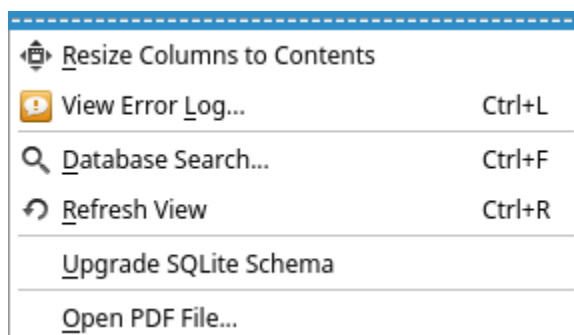 Resize Columns to Contents
View Error Log... Ctrl+L
Database Search... Ctrl+F
Refresh View Ctrl+R
Upgrade SQLite Schema
Open PDF File...